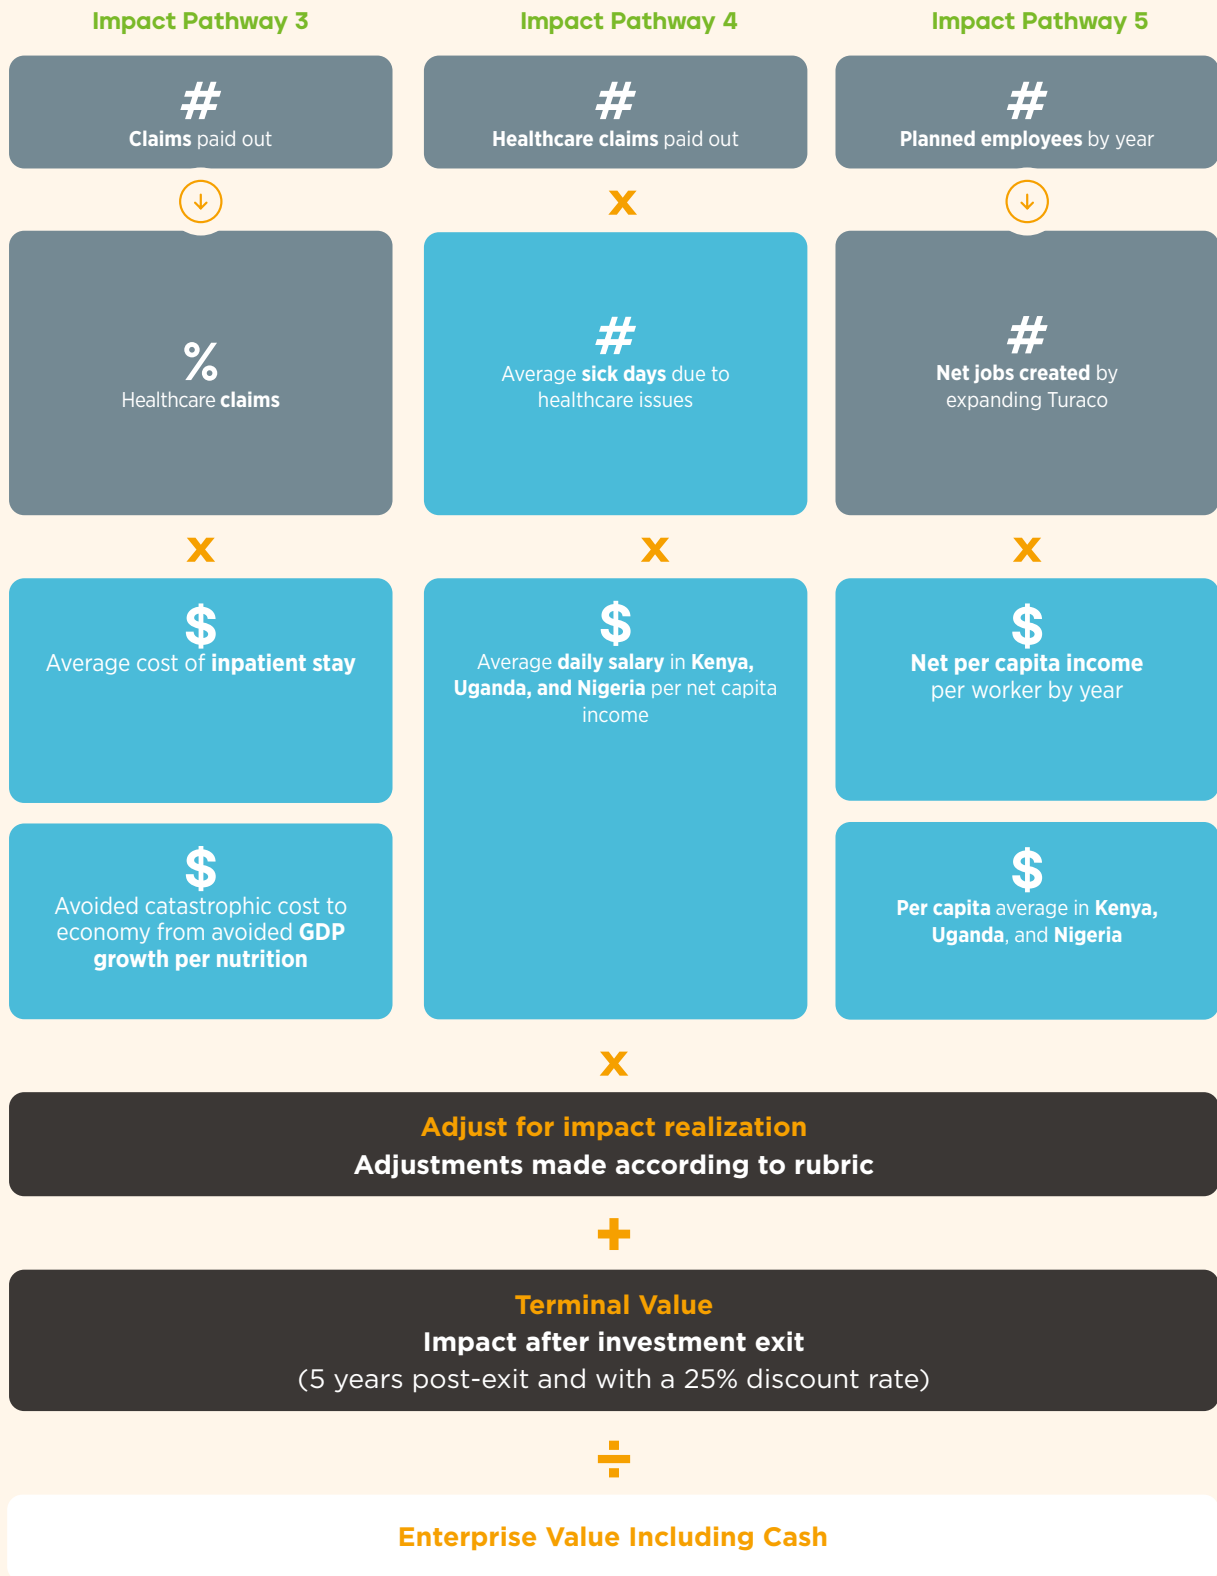 Impact Pathway 3
#
Claims paid out
%
Healthcare claims
x
$
Average cost of inpatient stay
$
Avoided catastrophic cost to
economy from avoided GDP
growth per nutrition
Impact Pathway 4
#
Healthcare claims paid out
x
#
Average sick days due to
healthcare issues
x
$
Average daily salary in Kenya,
Uganda, and Nigeria per net capita
income
Impact Pathway 5
#
Planned employees by year
#
Net jobs created by
expanding Turaco
x
$
Net per capita income
per worker by year
$
Per capita average in Kenya,
Uganda, and Nigeria
x
Adjust for impact realization
Adjustments made according to rubric
+
Terminal Value
Impact after investment exit
(5 years post-exit and with a 25% discount rate)
÷
Enterprise Value Including Cash